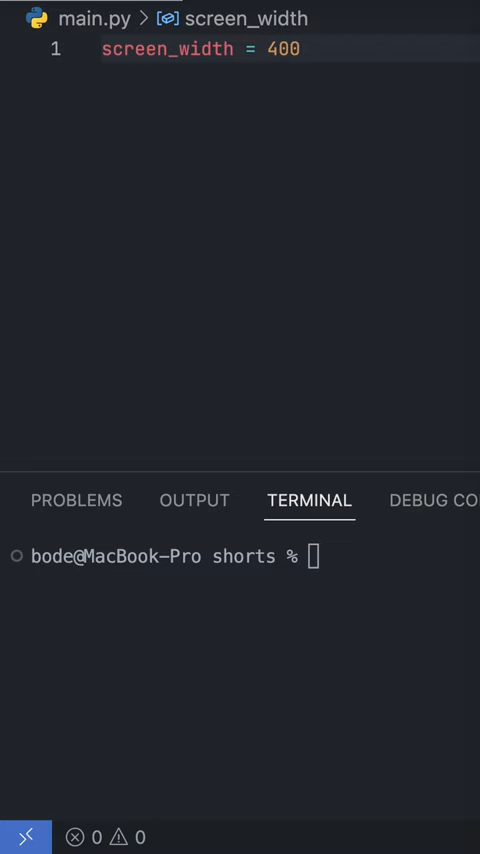 main.py > screen_width
1 screen_width = 400
PROBLEMS OUTPUT TERMINAL DEBUG CO
bode@MacBook-Pro shorts %
0 0